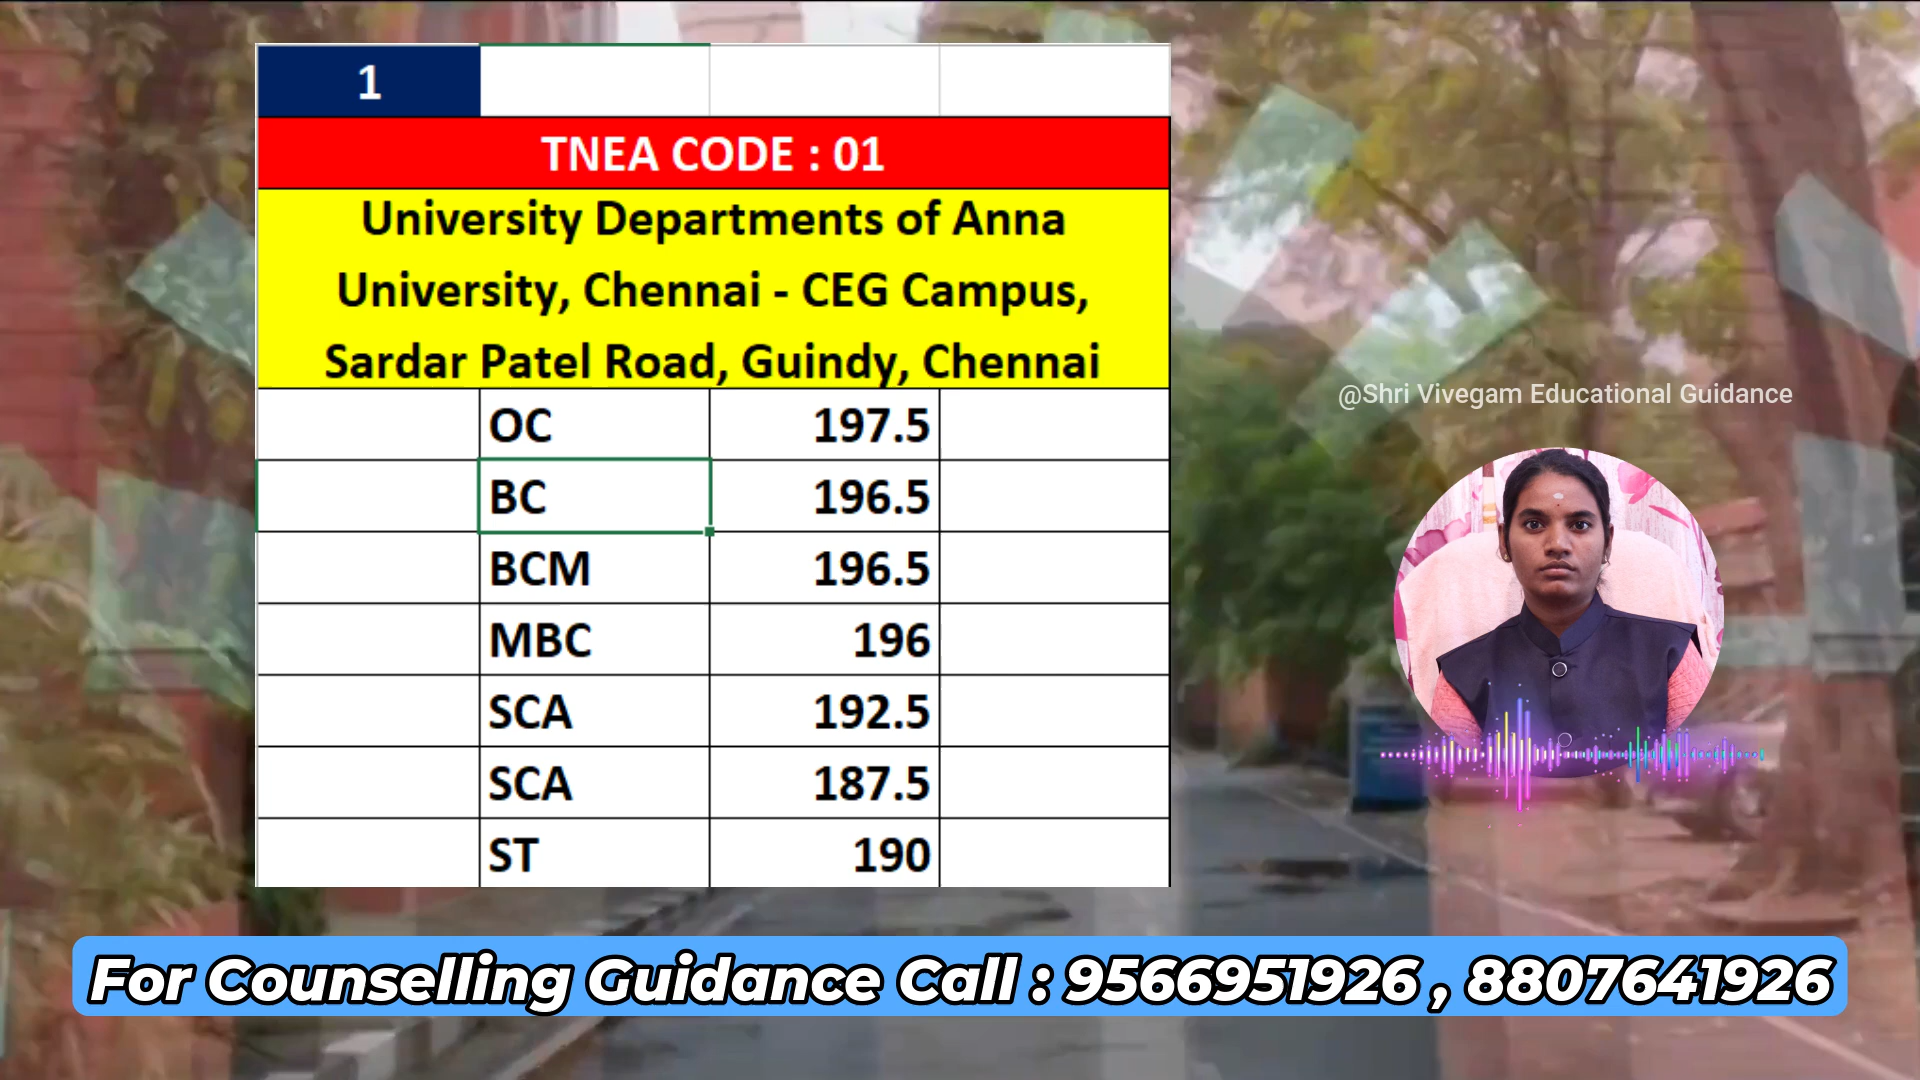 1
TNEA CODE : 01
University Departments of Anna
University, Chennai - CEG Campus,
Sardar Patel Road, Guindy, Chennai
OC 197.5
BC 196.5
BCM 196.5
MBC 196
SCA 192.5
SCA 187.5
ST 190
@Shri Vivegam Educational Guidance
For Counselling Guidance Call : 9566951926 , 8807641926